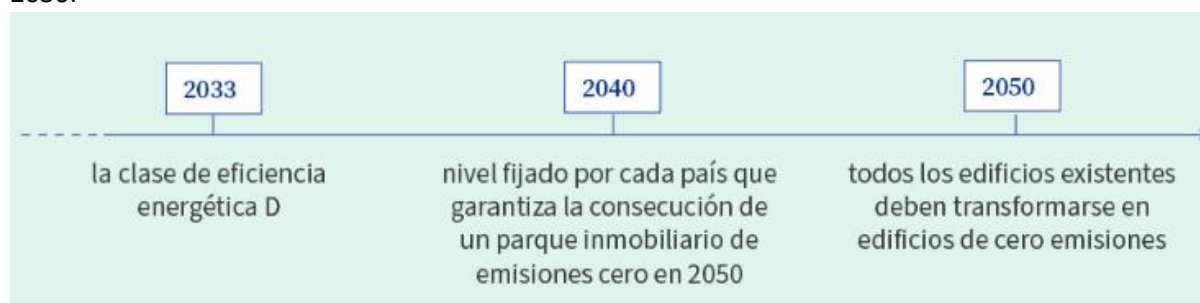 2033
la clase de eficiencia
energética D
2040
nivel fijado por cada país que
garantiza la consecución de
un parque inmobiliario de
emisiones cero en 2050
2050
todos los edificios existentes
deben transformarse en
edificios de cero emisiones